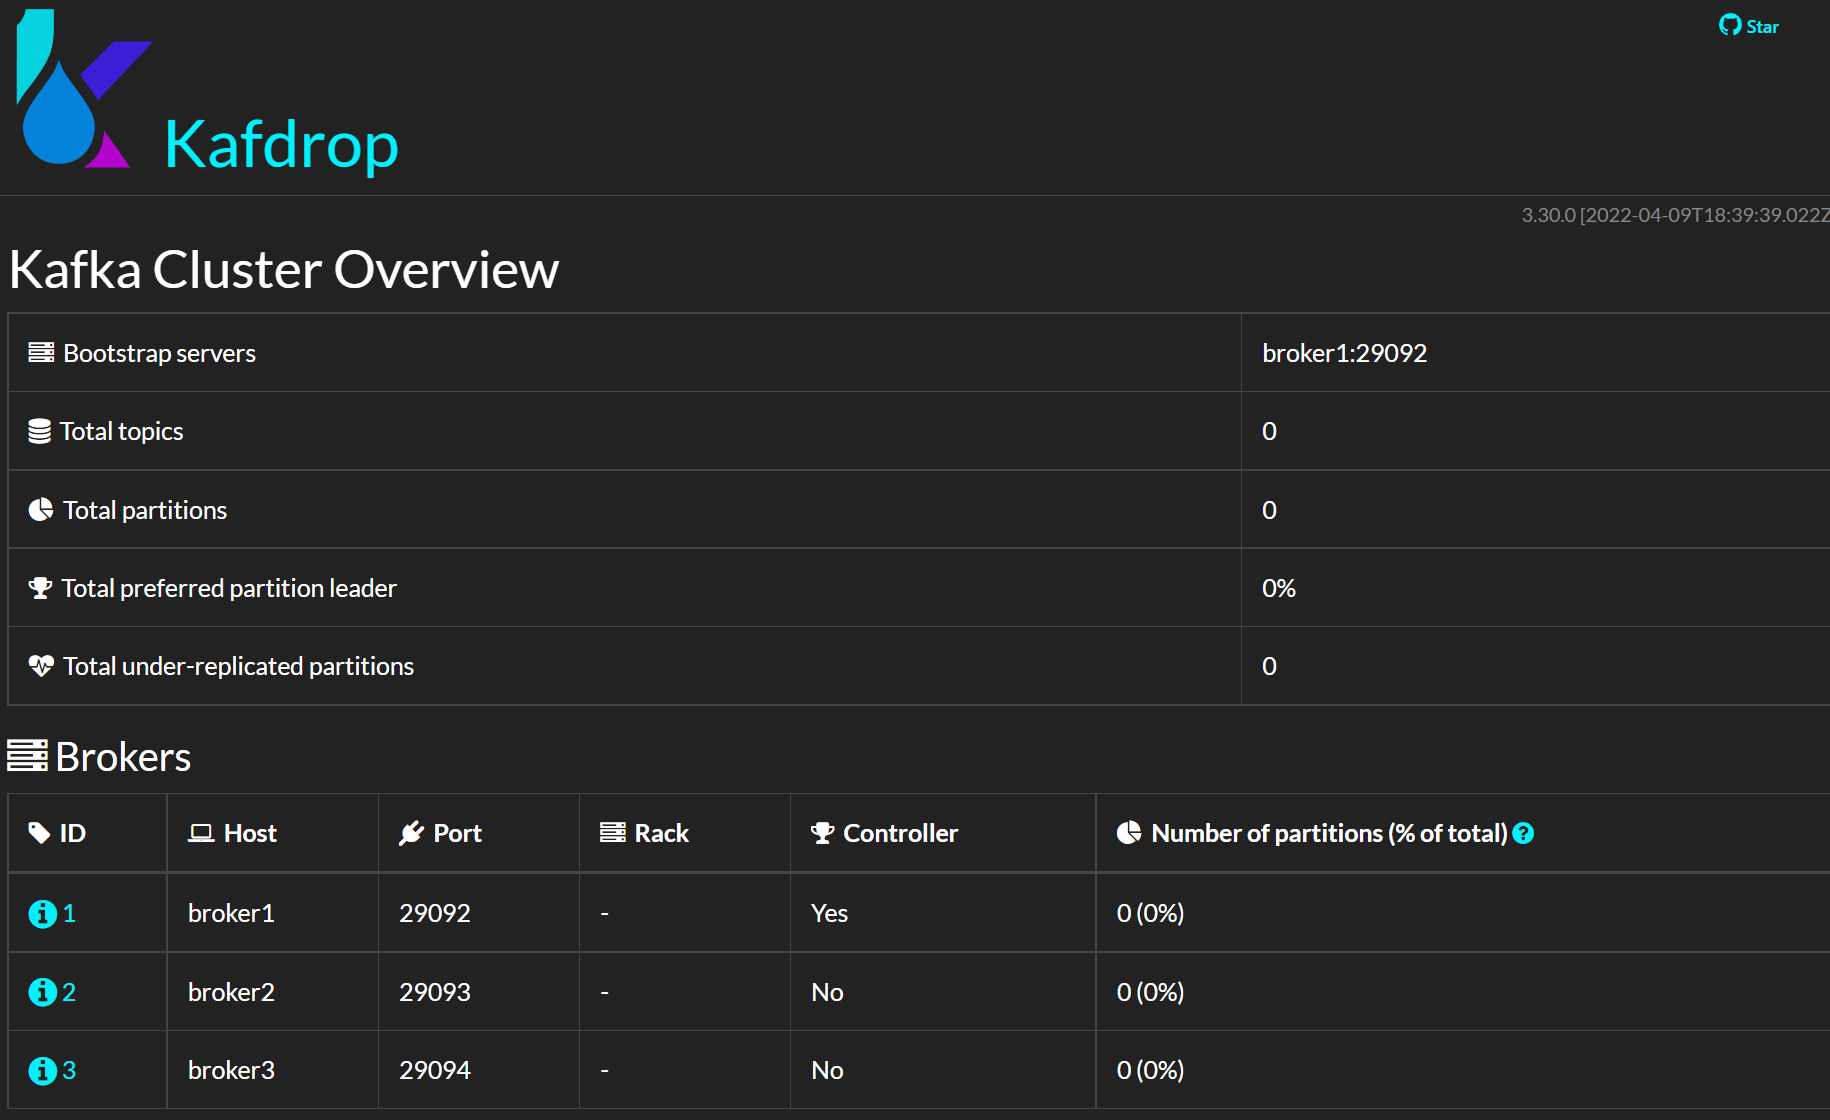 Star
Kafdrop
3.30.0 [2022-04-09T18:39:39.022Z
Kafka Cluster Overview
Bootstrap servers broker1:29092
Total topics 0
Total partitions 0
Total preferred partition leader 0%
Total under-replicated partitions 0
Brokers
ID Host Port Rack Controller Number of partitions (% of total) ?
1 broker1 29092 - Yes 0 (0%)
2 broker2 29093 - No 0 (0%)
3 broker3 29094 - No 0 (0%)